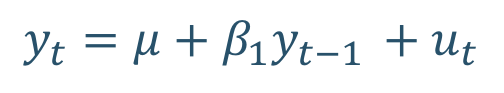 yₜ = μ + β₁yₜ₋₁ + uₜ